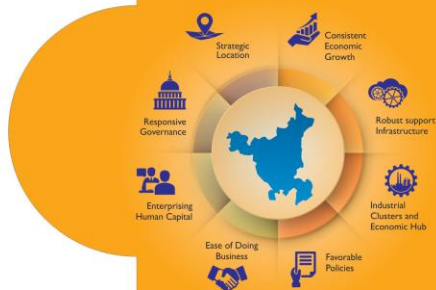 Strategic
Location
Consistent
Economic
Growth
Responsive
Governance
Robust support
Infrastructure
Enterprising
Human Capital
Industrial
Clusters and
Economic Hub
Ease of Doing
Business
Favorable
Policies